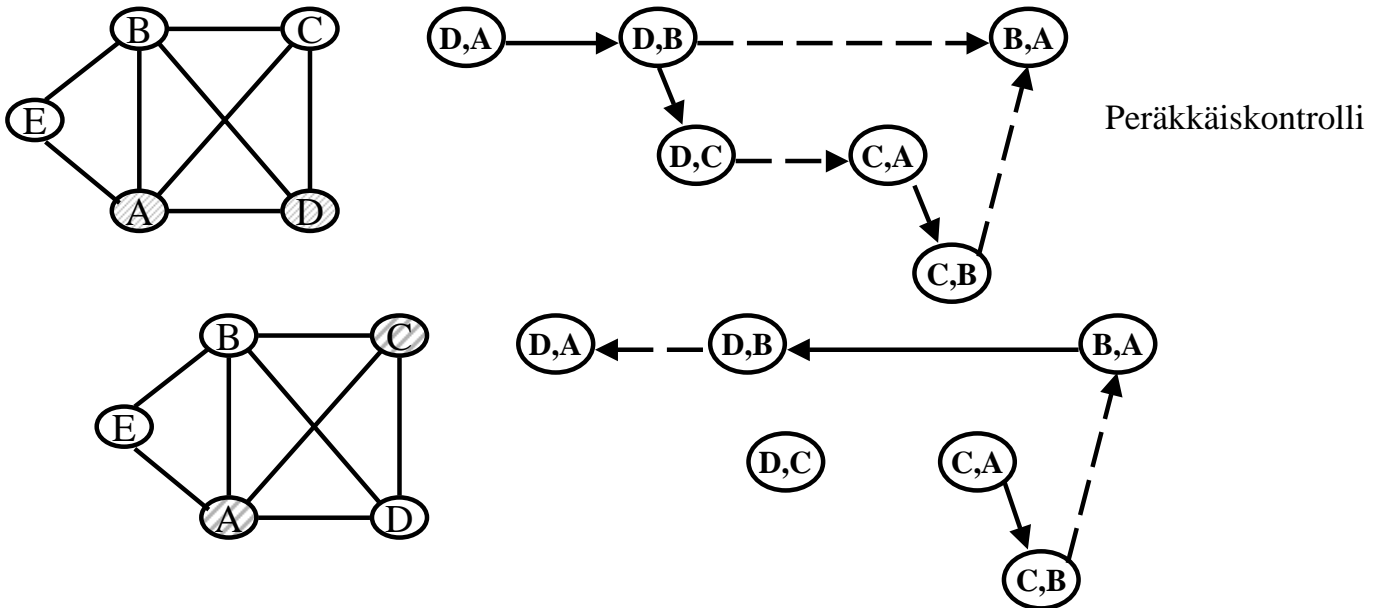 B C D,A D,B B,A
E D,C C,A Peräkkäiskontrolli
A D
C,B
B C D,A D,B B,A
E D,C C,A
A D
C,B